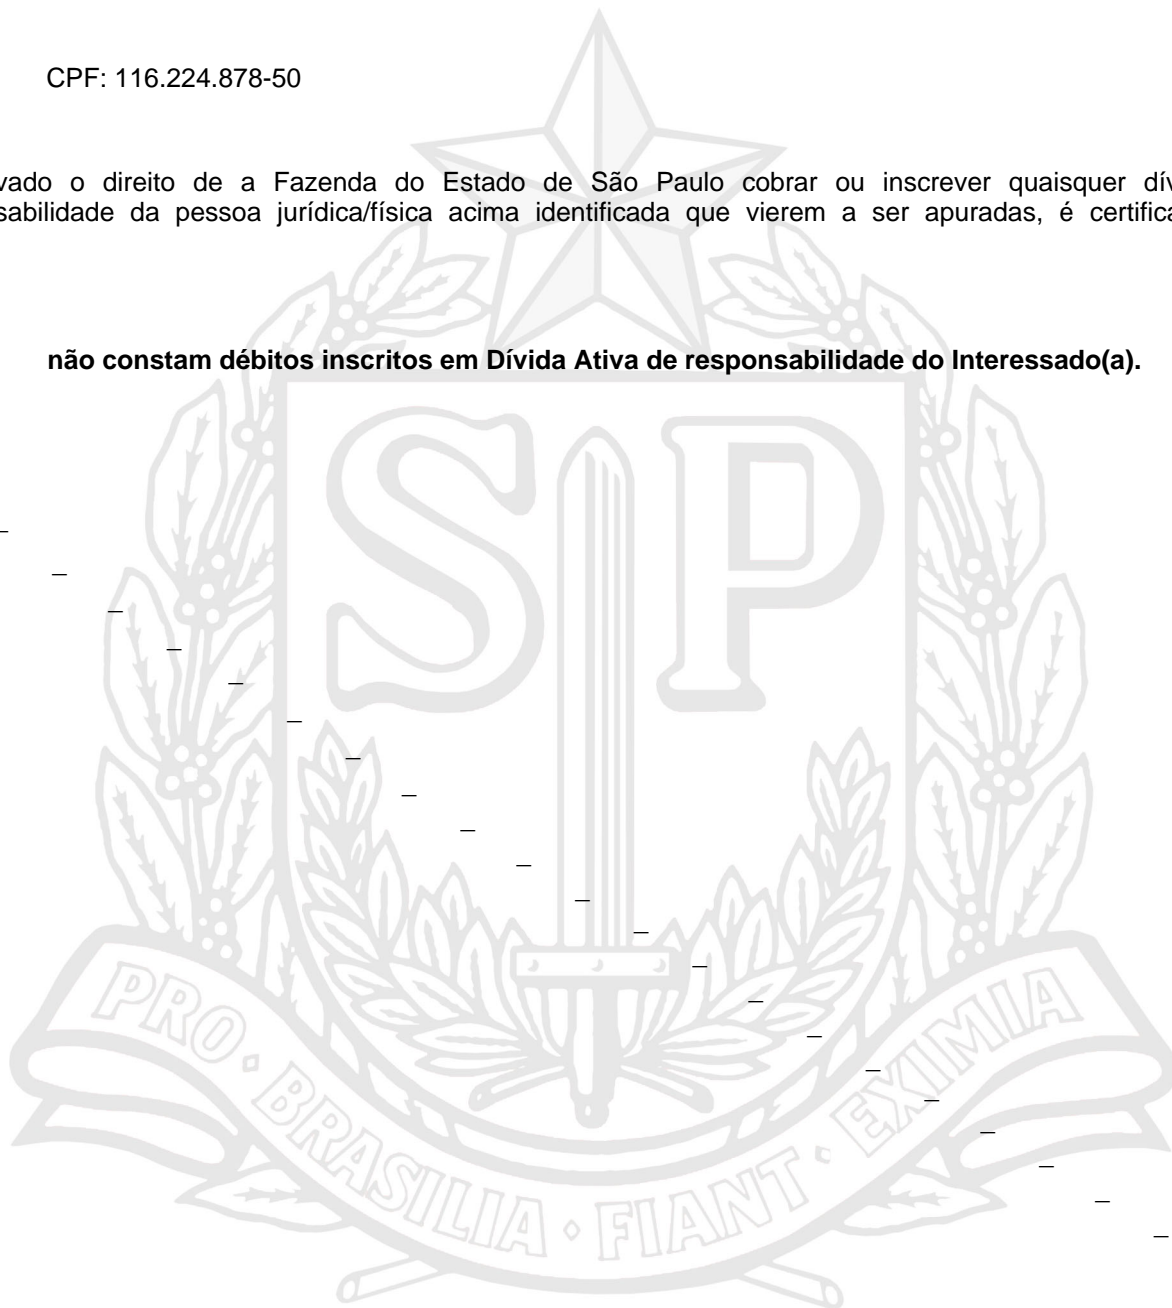 CPF: 116.224.878-50
vado o direito de a Fazenda do Estado de São Paulo cobrar ou inscrever quaisquer dív
sabilidade da pessoa jurídica/física acima identificada que vierem a ser apuradas, é certifica
não constam débitos inscritos em Dívida Ativa de responsabilidade do Interessado(a).
SP
PRO • BRASILIA • FIANT • EXIMIA